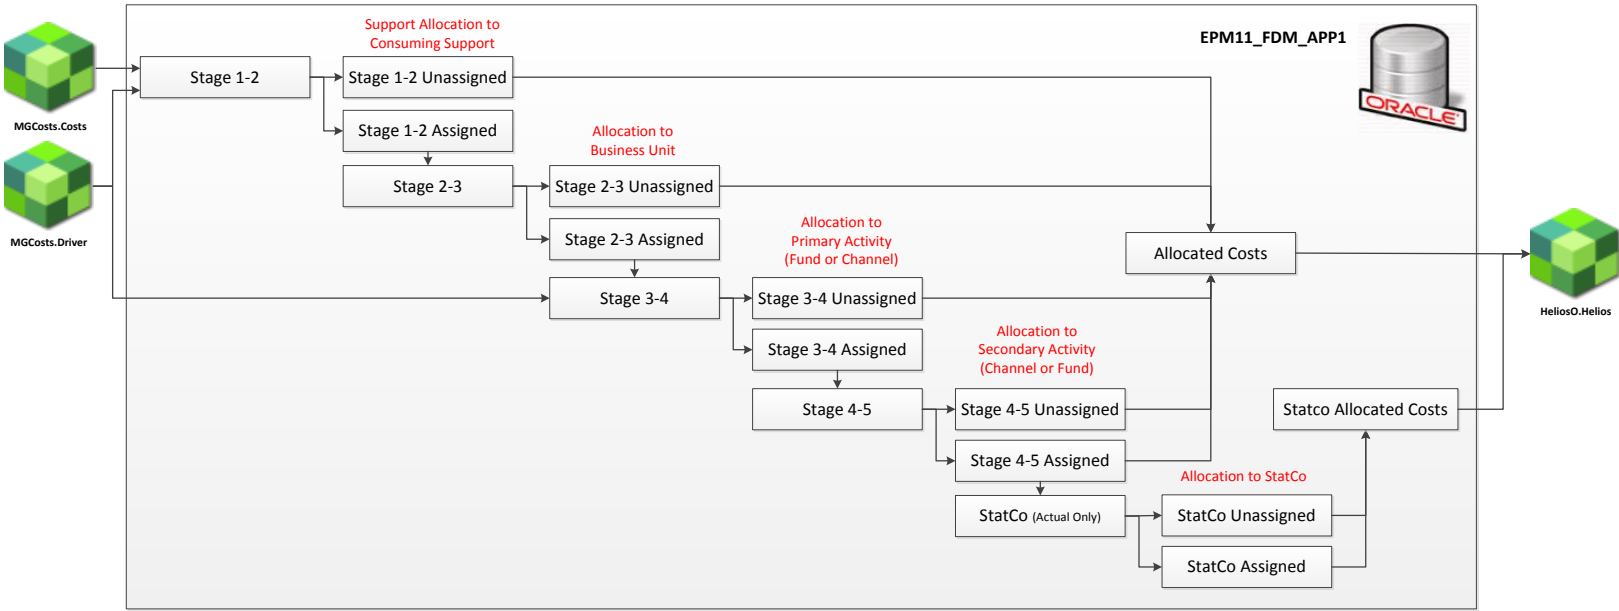 Support Allocation to
Consuming Support
EPM11_FDM_APP1
ORACLE
Stage 1-2
Stage 1-2 Unassigned
MGCosts.Costs
Stage 1-2 Assigned
Allocation to
Business Unit
Stage 2-3
Stage 2-3 Unassigned
MGCosts.Driver
Stage 2-3 Assigned
Allocation to
Primary Activity
(Fund or Channel)
Allocated Costs
Stage 3-4
Stage 3-4 Unassigned
HeliosO.Helios
Stage 3-4 Assigned
Allocation to
Secondary Activity
(Channel or Fund)
Stage 4-5
Stage 4-5 Unassigned
Statco Allocated Costs
Stage 4-5 Assigned
Allocation to StatCo
StatCo (Actual Only)
StatCo Unassigned
StatCo Assigned